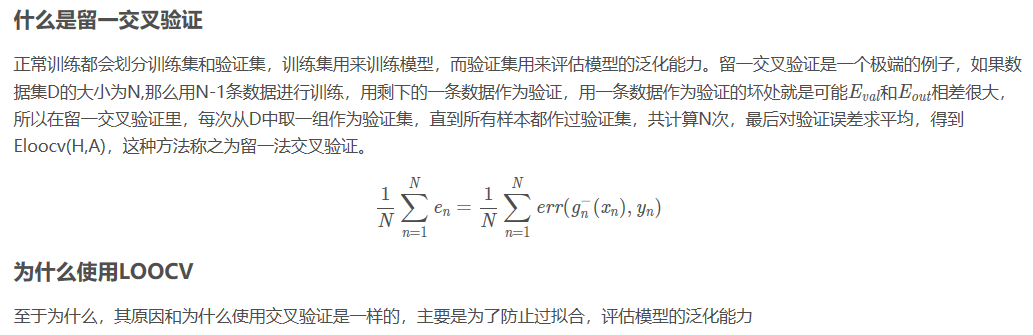 什么是留一交叉验证
正常训练都会划分训练集和验证集，训练集用来训练模型，而验证集用来评估模型的泛化能力。留一交叉验证是一个极端的例子，如果数
据集D的大小为N,那么用N-1条数据进行训练，用剩下的一条数据作为验证，用一条数据作为验证的坏处就是可能E_{val}和E_{out}相差很大，
所以在留一交叉验证里，每次从D中取一组作为验证集，直到所有样本都作过验证集，共计算N次，最后对验证误差求平均，得到
Eloocv(H,A)，这种方法称之为留一法交叉验证。
\frac{1}{N}\sum_{n=1}^{N} e_n = \frac{1}{N}\sum_{n=1}^{N} err(g_n^-(x_n), y_n)
为什么使用LOOCV
至于为什么，其原因和为什么使用交叉验证是一样的，主要是为了防止过拟合，评估模型的泛化能力